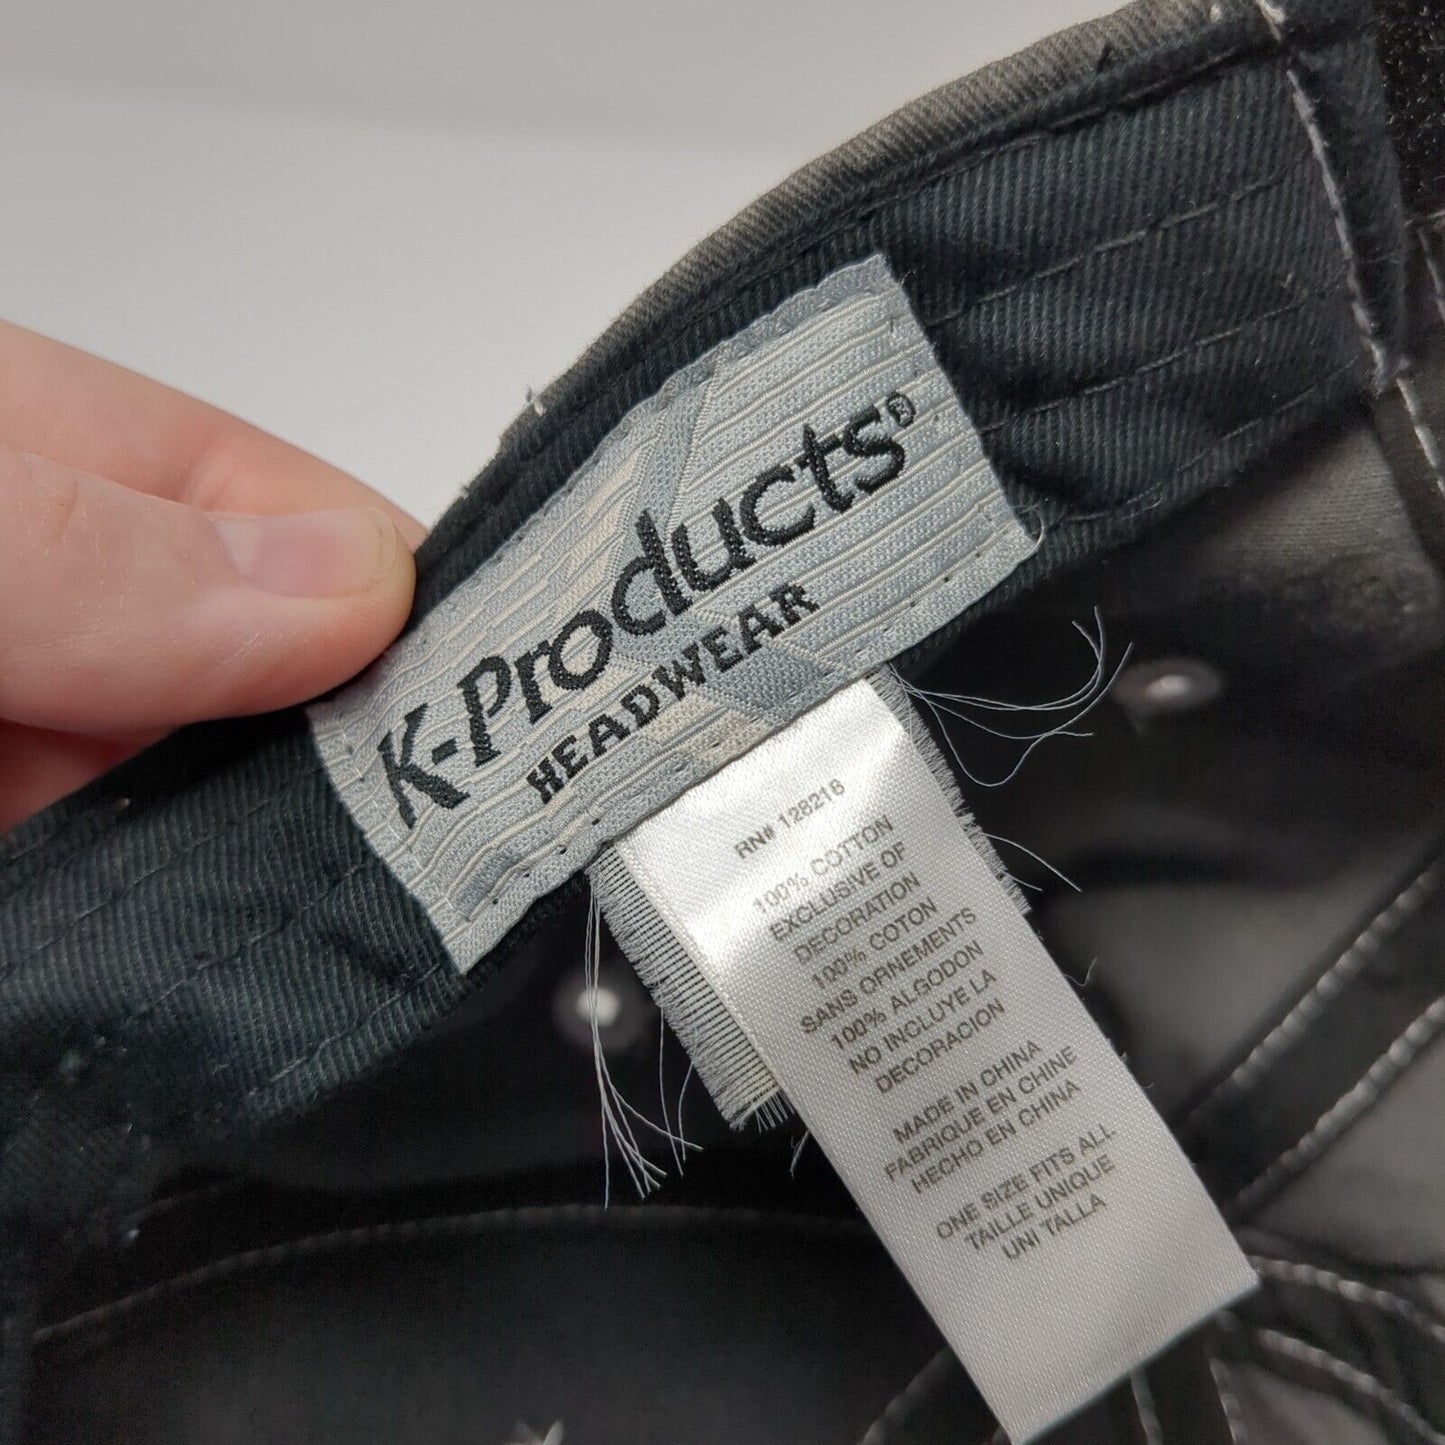 K-Products®
HEADWEAR
RN# 128216
100% COTTON
EXCLUSIVE OF
DECORATION
100% COTON
SANS ORNEMENTS
100% ALGODON
NO INCLUYE LA
DECORACION
MADE IN CHINA
FABRIQUE EN CHINE
HECHO EN CHINA
ONE SIZE FITS ALL
TAILLE UNIQUE
UNI TALLA